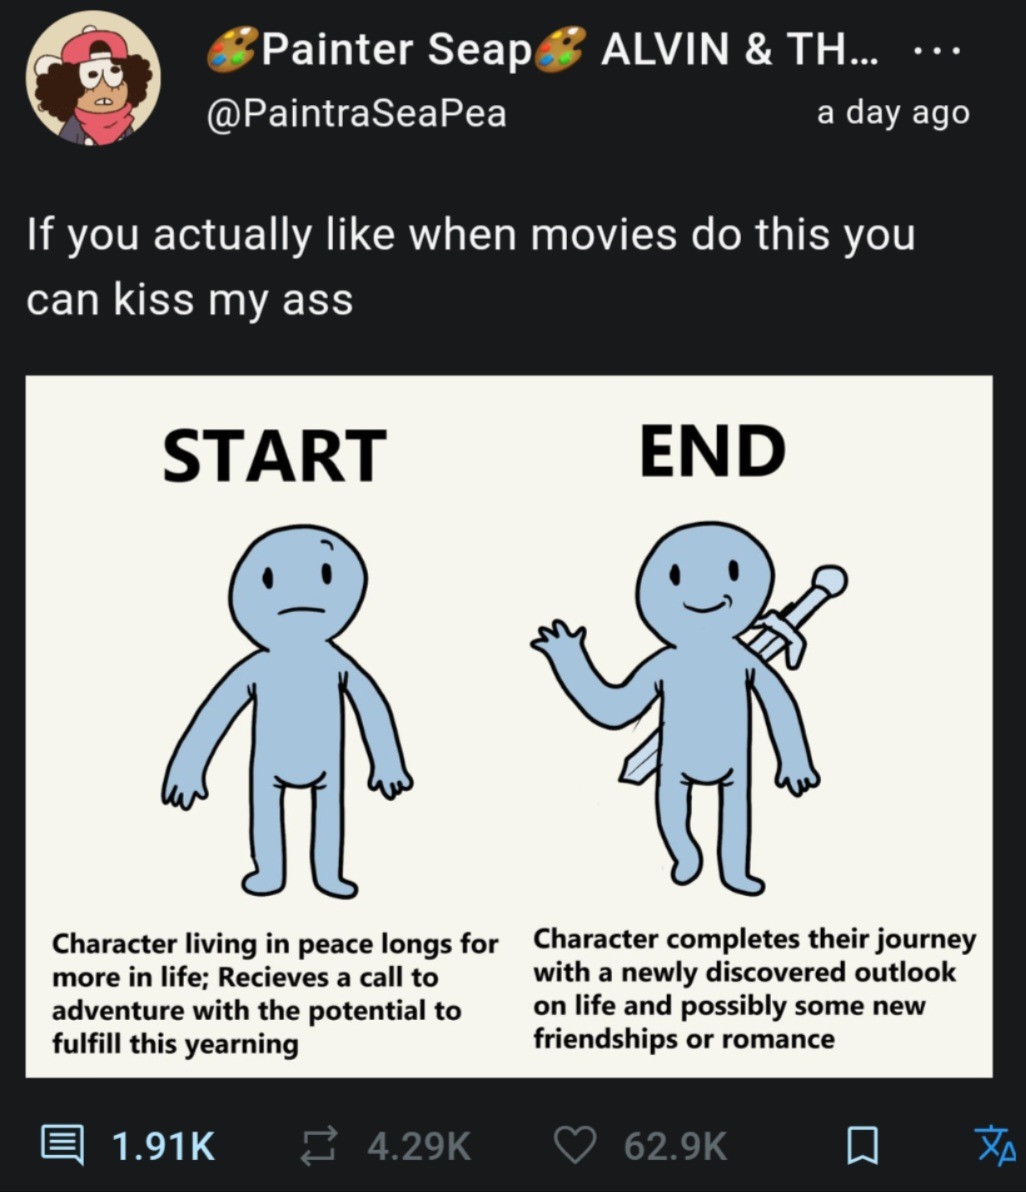 🎨Painter Seap🎨 ALVIN & TH... ...
@PaintraSeaPea a day ago
If you actually like when movies do this you
can kiss my ass
START END
Character living in peace longs for
more in life; Recieves a call to
adventure with the potential to
fulfill this yearning
Character completes their journey
with a newly discovered outlook
on life and possibly some new
friendships or romance
1.91K 4.29K 62.9K